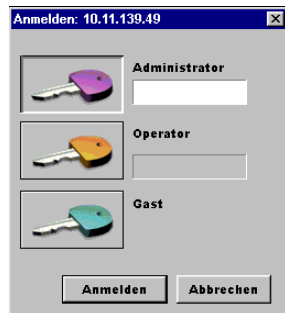 Anmelden: 10.11.139.49
Administrator
Operator
Gast
Anmelden
Abbrechen